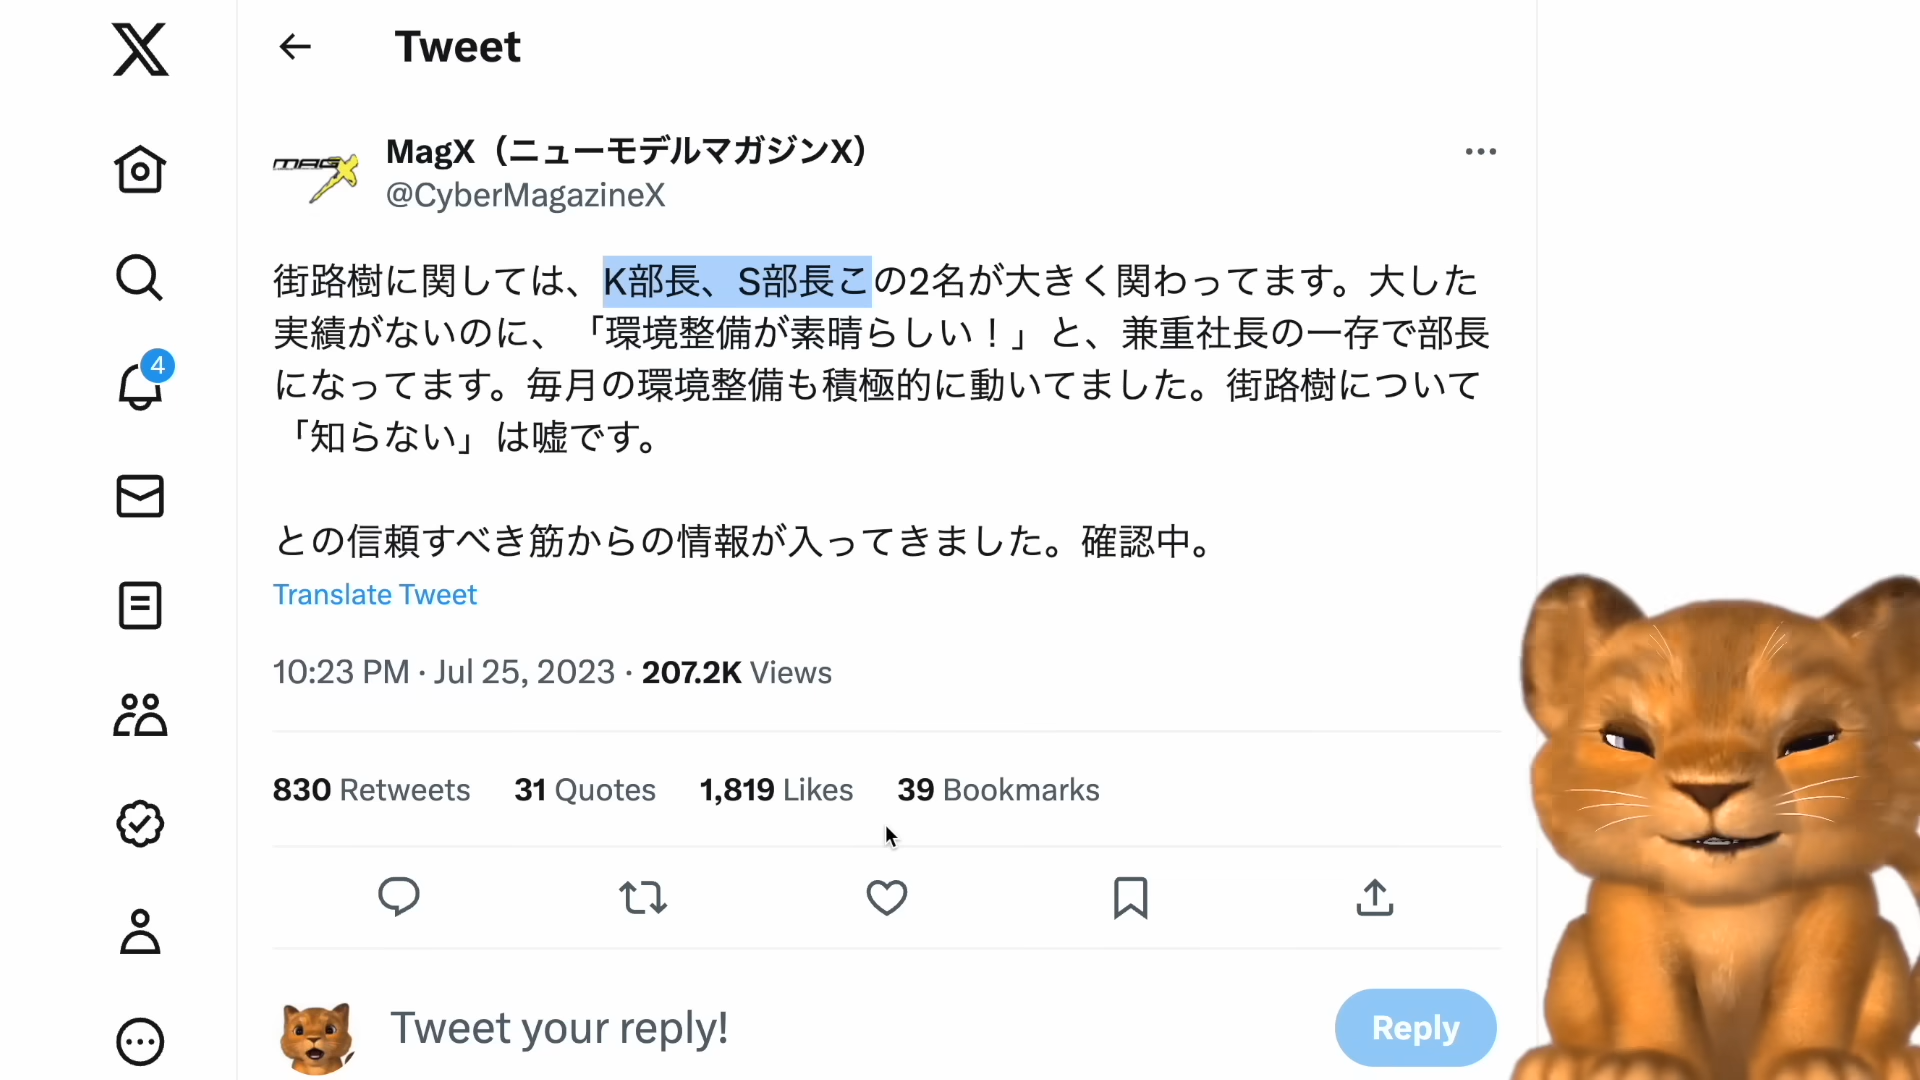 Tweet
MagX（ニューモデルマガジンX）
@CyberMagazineX
街路樹に関しては、K部長、S部長この2名が大きく関わってます。大した
実績がないのに、「環境整備が素晴らしい！」と、兼重社長の一存で部長
になってます。毎月の環境整備も積極的に動いてました。街路樹について
「知らない」は嘘です。
との信頼すべき筋からの情報が入ってきました。確認中。
Translate Tweet
10:23 PM · Jul 25, 2023 · 207.2K Views
830 Retweets 31 Quotes 1,819 Likes 39 Bookmarks
Tweet your reply!
Reply
4
MAGX